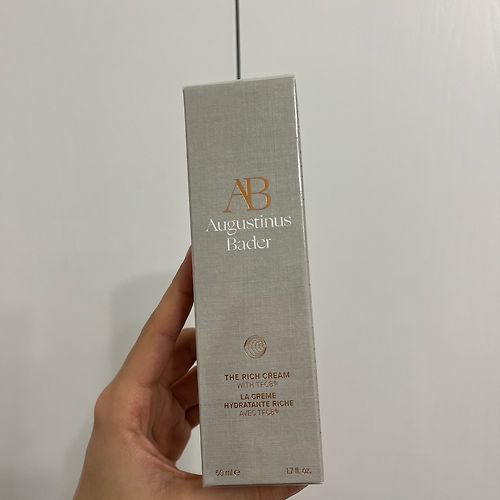 AB
Augustinus
Bader
THE RICH CREAM
WITH TFC8®
LA CRÈME
HYDRATANTE RICHE
AVEC TFC8®
50 ml ℮ 1.7 fl. oz.